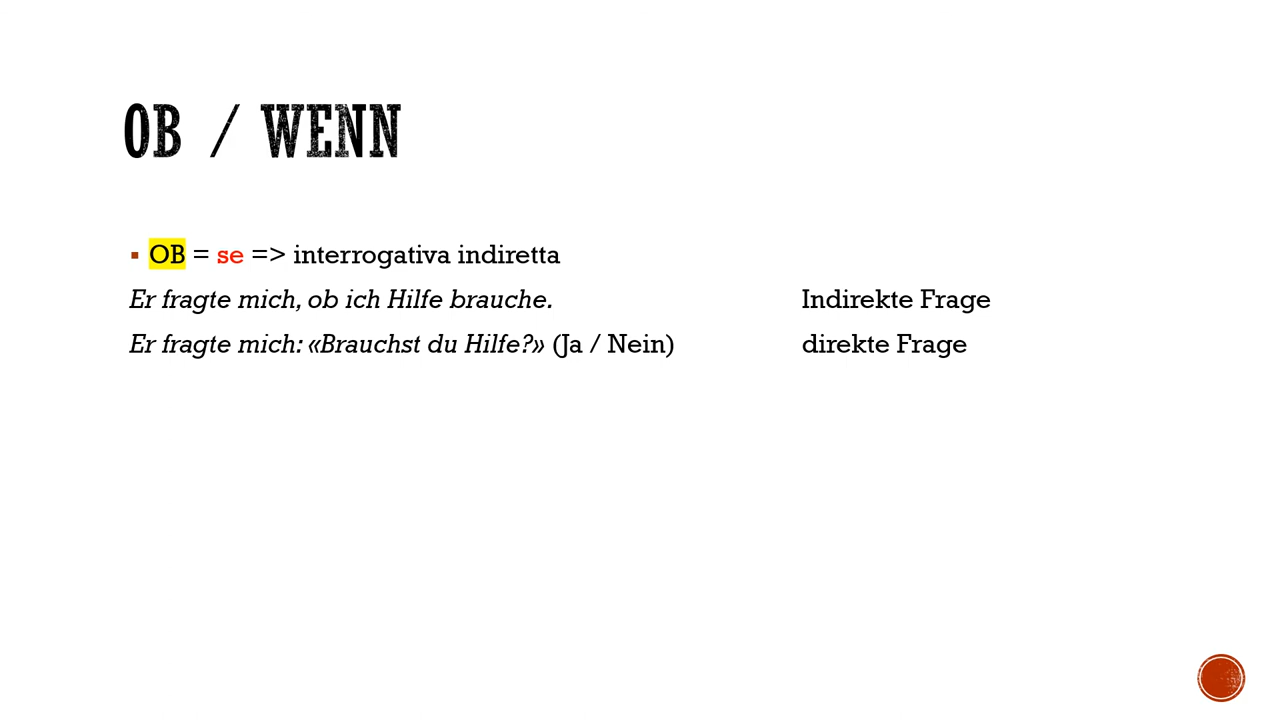 OB / WENN
▪ OB = se => interrogativa indiretta
Er fragte mich, ob ich Hilfe brauche. Indirekte Frage
Er fragte mich: «Brauchst du Hilfe?» (Ja / Nein) direkte Frage